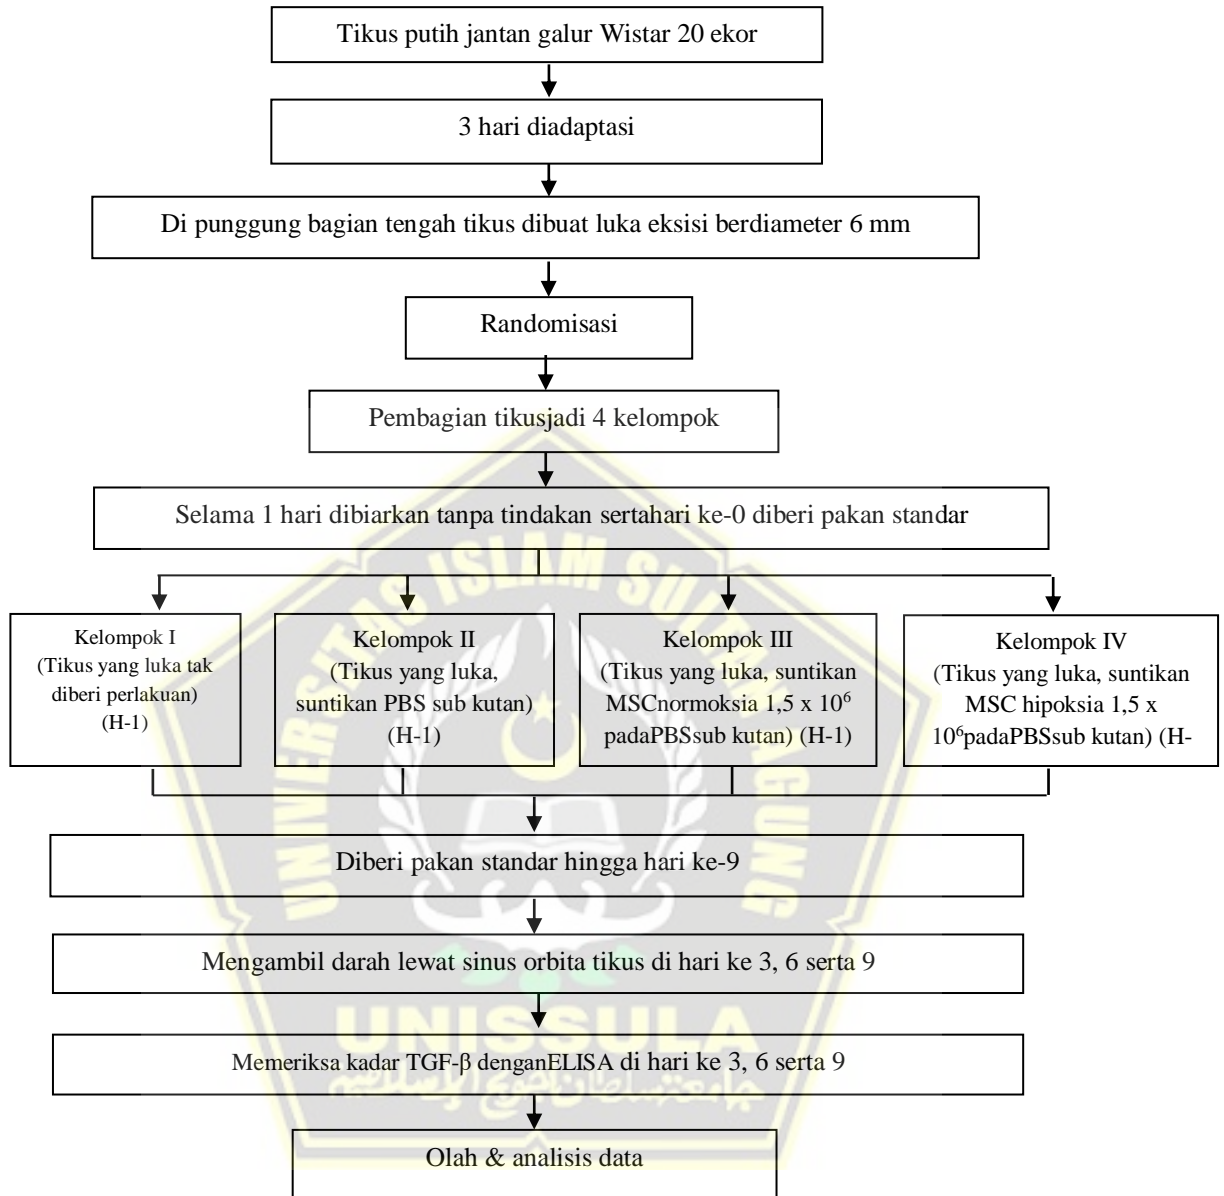 Tikus putih jantan galur Wistar 20 ekor
3 hari diadaptasi
Di punggung bagian tengah tikus dibuat luka eksisi berdiameter 6 mm
Randomisasi
Pembagian tikusjadi 4 kelompok
Selama 1 hari dibiarkan tanpa tindakan sertahari ke-0 diberi pakan standar
Kelompok I
(Tikus yang luka tak
diberi perlakuan)
(H-1)
Kelompok II
(Tikus yang luka,
suntikan PBS sub kutan)
(H-1)
Kelompok III
(Tikus yang luka, suntikan
MSCnormoksia 1,5 x 10⁶
padaPBSsub kutan) (H-1)
Kelompok IV
(Tikus yang luka, suntikan
MSC hipoksia 1,5 x
10⁶padaPBSsub kutan) (H-
Diberi pakan standar hingga hari ke-9
Mengambil darah lewat sinus orbita tikus di hari ke 3, 6 serta 9
Memeriksa kadar TGF-β denganELISA di hari ke 3, 6 serta 9
Olah & analisis data
UNIVERSITAS ISLAM SULTAN AGUNG
UNISSULA